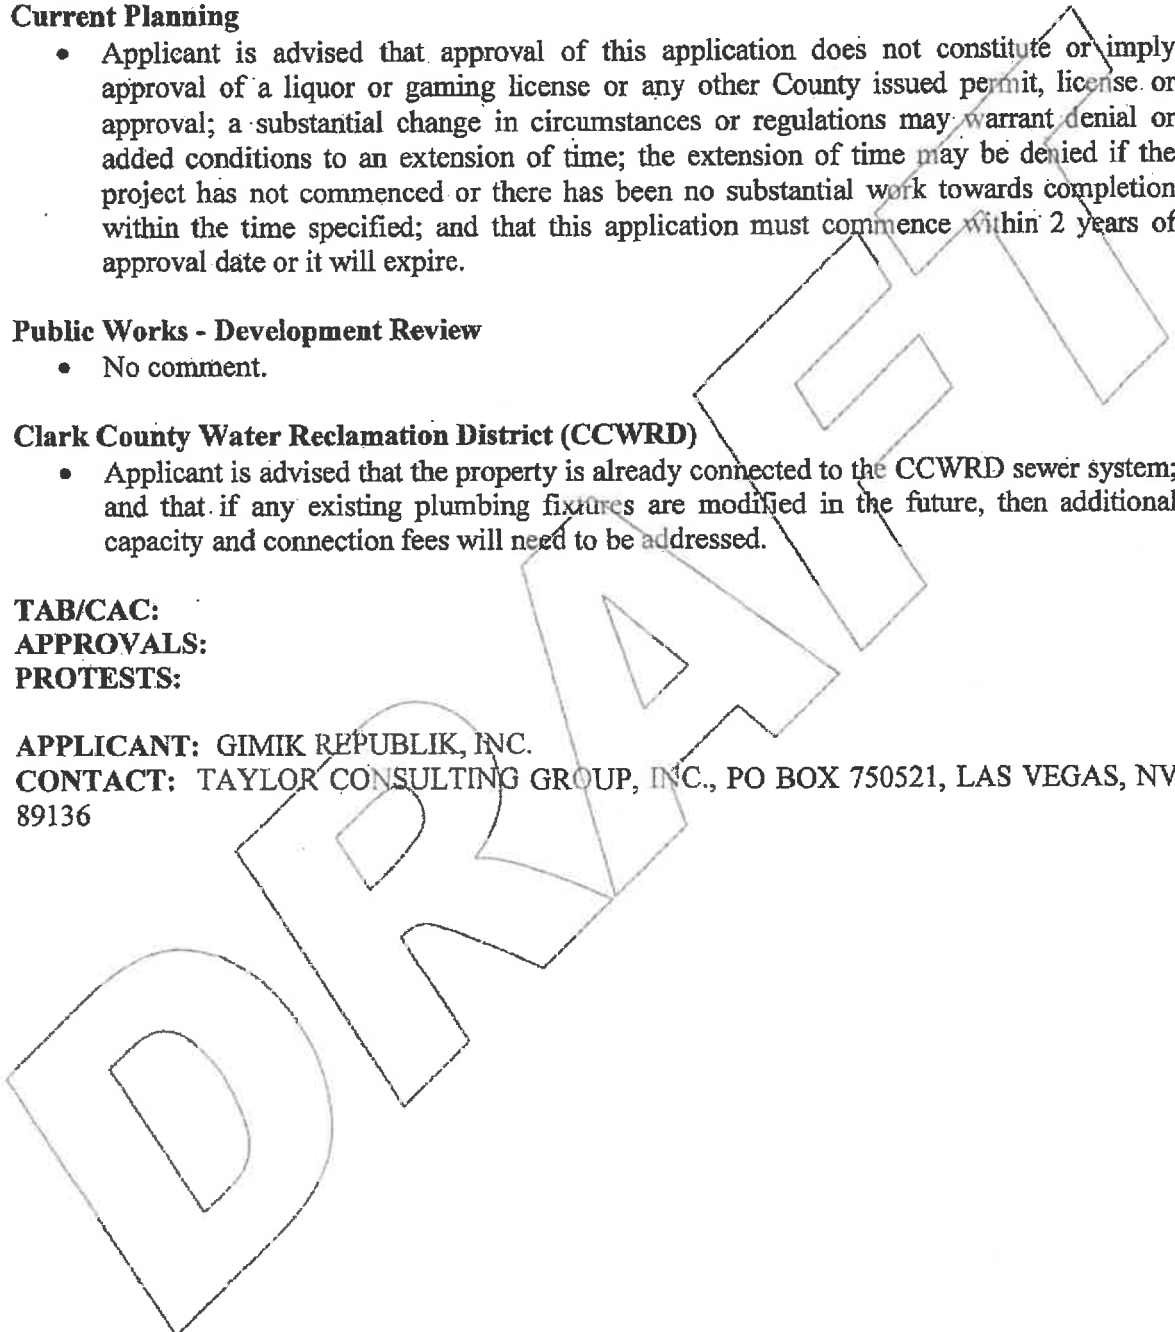 Current Planning
• Applicant is advised that approval of this application does not constitute or imply
approval of a liquor or gaming license or any other County issued permit, license or
approval; a substantial change in circumstances or regulations may warrant denial or
added conditions to an extension of time; the extension of time may be denied if the
project has not commenced or there has been no substantial work towards completion
within the time specified; and that this application must commence within 2 years of
approval date or it will expire.
Public Works - Development Review
• No comment.
Clark County Water Reclamation District (CCWRD)
• Applicant is advised that the property is already connected to the CCWRD sewer system;
and that if any existing plumbing fixtures are modified in the future, then additional
capacity and connection fees will need to be addressed.
TAB/CAC:
APPROVALS:
PROTESTS:
APPLICANT: GIMIK REPUBLIK, INC.
CONTACT: TAYLOR CONSULTING GROUP, INC., PO BOX 750521, LAS VEGAS, NV
89136
DRAFT